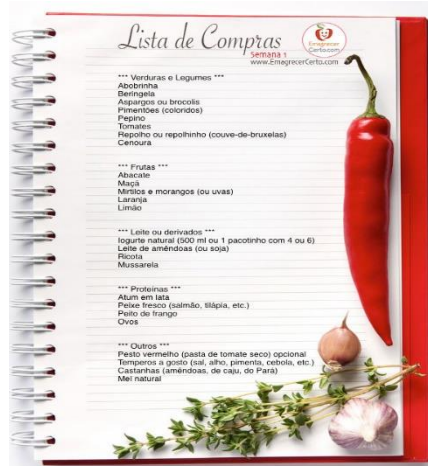 Lista de Compras
Emagrecer
Certo.com
Semana 1
www.EmagrecerCerto.com
*** Verduras e Legumes ***
Abobrinha
Beringela
Aspargos ou brocolis
Pimentões (coloridos)
Pepino
Tomates
Repolho ou repolhinho (couve-de-bruxelas)
Cenoura
*** Frutas ***
Abacate
Maçã
Mirtilos e morangos (ou uvas)
Laranja
Limão
*** Leite ou derivados ***
Iogurte natural (500 ml ou 1 pacotinho com 4 ou 6)
Leite de amêndoas (ou soja)
Ricota
Mussarela
*** Proteínas ***
Atum em lata
Peixe fresco (salmão, tilápia, etc.)
Peito de frango
Ovos
*** Outros ***
Pesto vermelho (pasta de tomate seco) opcional
Temperos a gosto (sal, alho, pimenta, cebola, etc.)
Castanhas (amêndoas, de caju, do Pará)
Mel natural